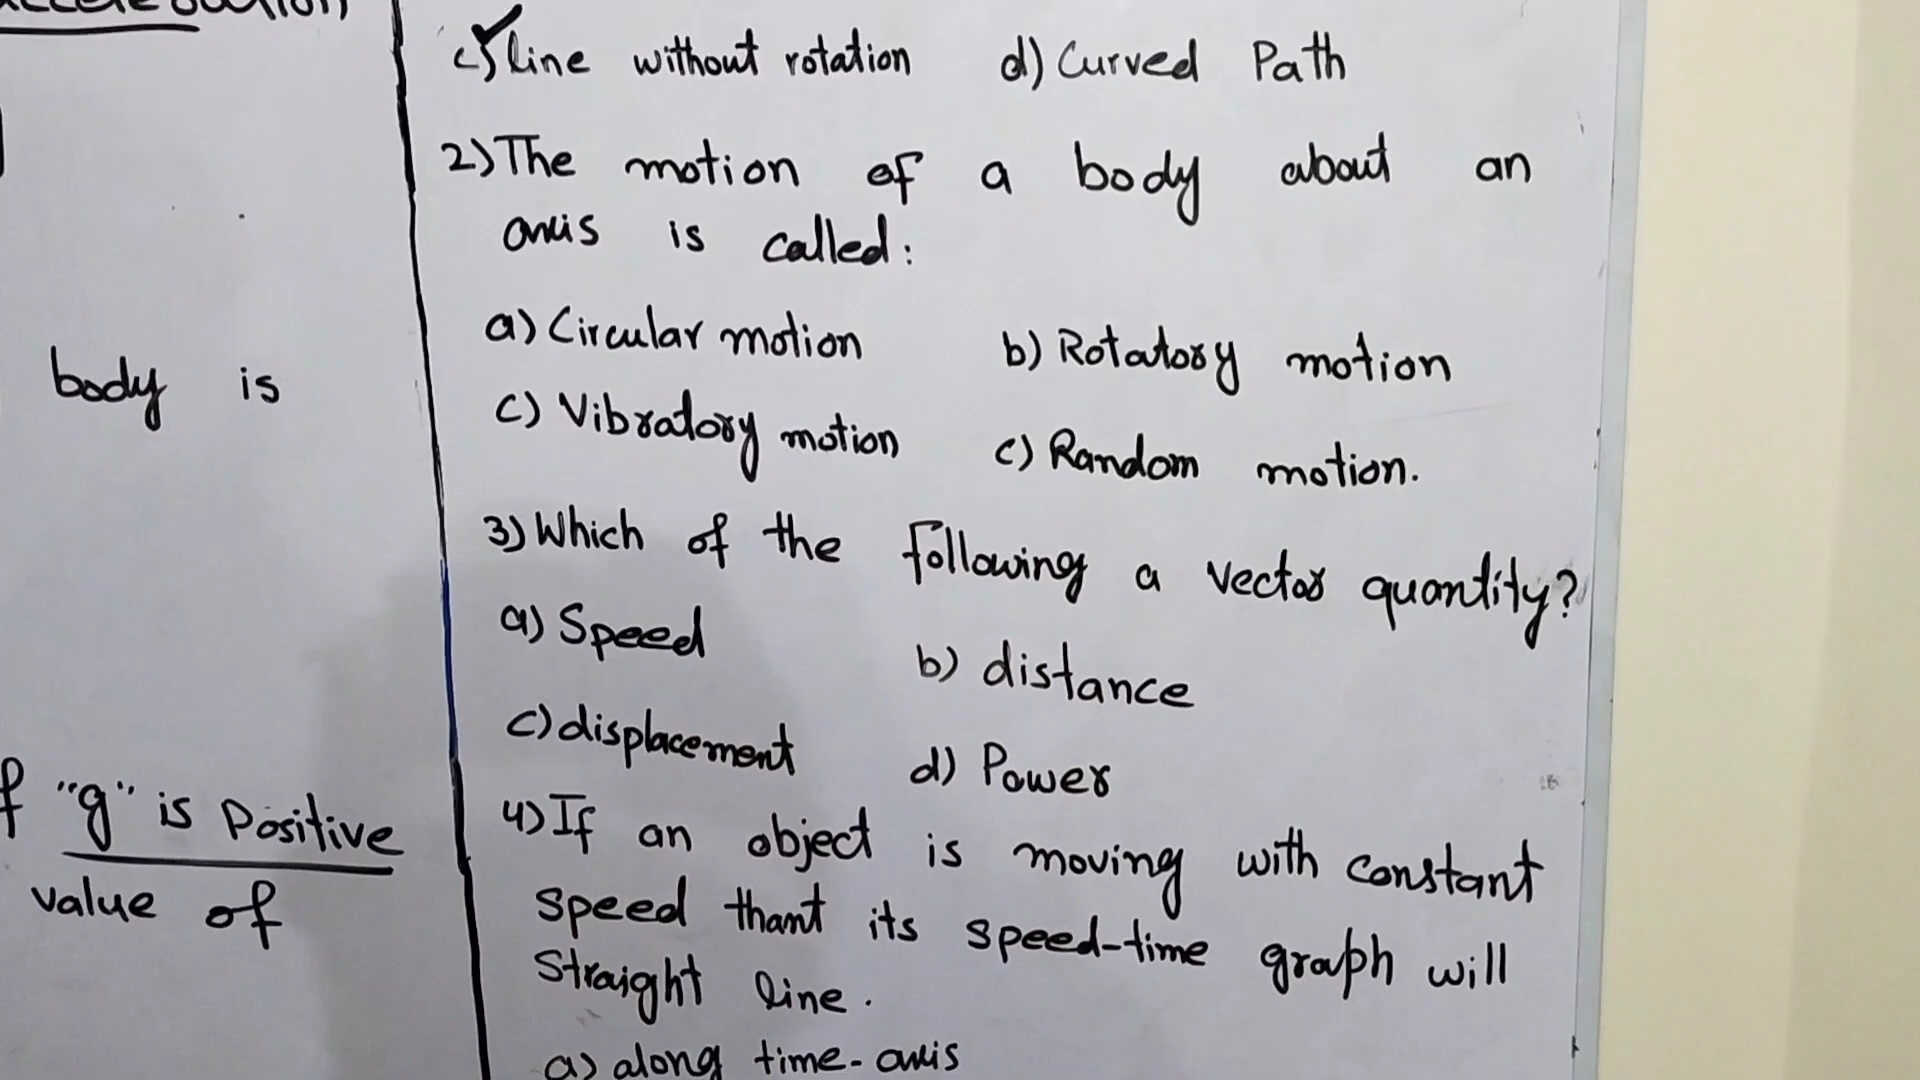 body is
"g" is Positive
value of
c) line without rotation d) Curved Path
2) The motion of a body about an
axis is called:
a) Circular motion b) Rotatory motion
c) Vibratory motion c) Random motion.
3) Which of the following a vector quantity?
a) Speed b) distance
c) displacement d) Power
4) If an object is moving with constant
speed thant its speed-time graph will
straight line.
a) along time-axis